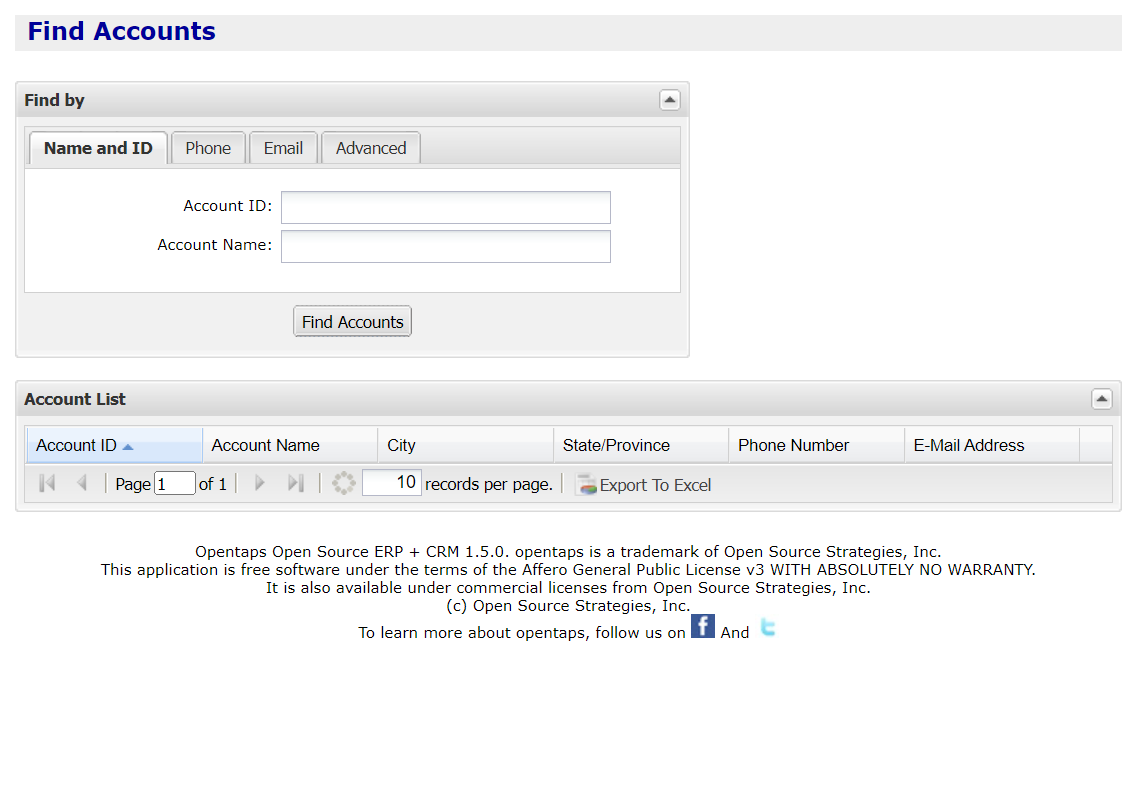 Find Accounts
Find by
Name and ID Phone Email Advanced
Account ID:
Account Name:
Find Accounts
Account List
Account ID Account Name City State/Province Phone Number E-Mail Address
Page 1 of 1 10 records per page. Export To Excel
Opentaps Open Source ERP + CRM 1.5.0. opentaps is a trademark of Open Source Strategies, Inc.
This application is free software under the terms of the Affero General Public License v3 WITH ABSOLUTELY NO WARRANTY.
It is also available under commercial licenses from Open Source Strategies, Inc.
(c) Open Source Strategies, Inc.
To learn more about opentaps, follow us on f And t